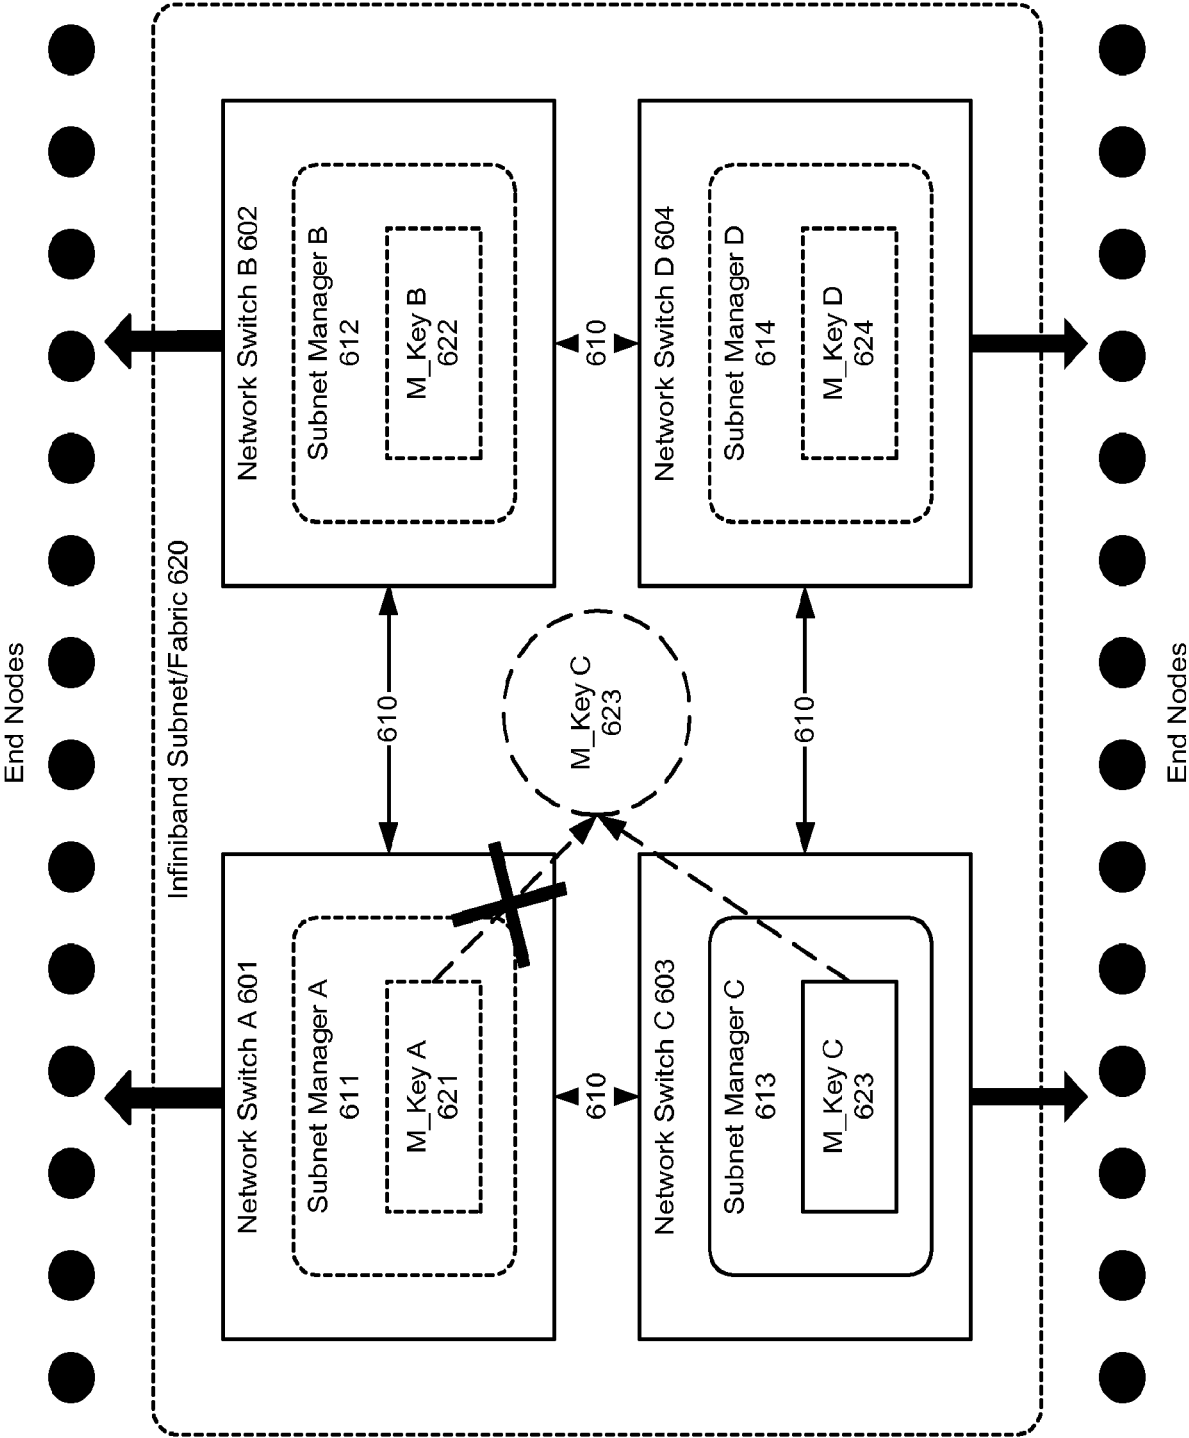 End Nodes
Infiniband Subnet/Fabric 620
Network Switch A 601
Subnet Manager A
611
M_Key A
621
610
Network Switch B 602
Subnet Manager B
612
M_Key B
622
610
M_Key C
623
610
Network Switch C 603
Subnet Manager C
613
M_Key C
623
610
Network Switch D 604
Subnet Manager D
614
M_Key D
624
End Nodes